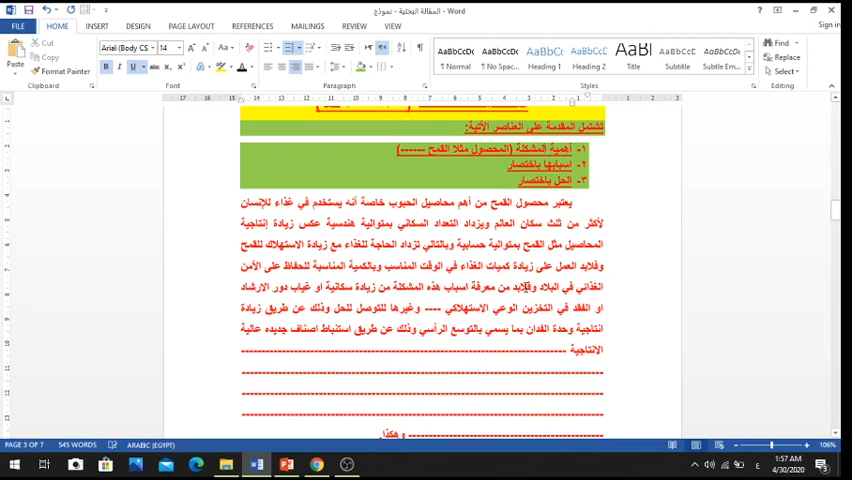 المقالة البحثية - نموذج - Word
Sign in
FILE HOME INSERT DESIGN PAGE LAYOUT REFERENCES MAILINGS REVIEW VIEW
Cut
Copy
Format Painter
Paste
Clipboard
Arial (Body CS 14
Font
Paragraph
AaBbCcDc AaBbCcDc AaBbC AaBbCcC AaBl AaBbCcD AaBbCcDc
¶ Normal ¶ No Spac... Heading 1 Heading 2 Title Subtitle Subtle Em...
Styles
Find
Replace
Select
Editing
تشتمل المقدمة على العناصر الأتية:
١- أهمية المشكلة (المحصول مثلا القمح ------)
٢- اسبابها باختصار
٣- الحل باختصار
يعتبر محصول القمح من أهم محاصيل الحبوب خاصة أنه يستخدم في غذاء للإنسان
لأكثر من ثلث سكان العالم ويزداد التعداد السكاني بمتوالية هندسية عكس زيادة إنتاجية
المحاصيل مثل القمح بمتوالية حسابية وبالتالي تزداد الحاجة للغذاء مع زيادة الاستهلاك للقمح
وفلابد العمل على زيادة كميات الغذاء في الوقت المناسب وبالكمية المناسبة للحفاظ على الأمن
الغذائي في البلاد وفلابد من معرفة اسباب هذه المشكلة من زيادة سكانية او غياب دور الارشاد
او الفقد في التخزين الوعي الاستهلاكي ---- وغيرها للتوصل للحل وذلك عن طريق زيادة
انتاجية وحدة الفدان بما يسمي بالتوسع الرأسي وذلك عن طريق استنباط اصناف جديده عالية
الانتاجية ------------------------------------------------
وهكذا.
PAGE 3 OF 7 545 WORDS ARABIC (EGYPT) 106%
1:57 AM
4/30/2020